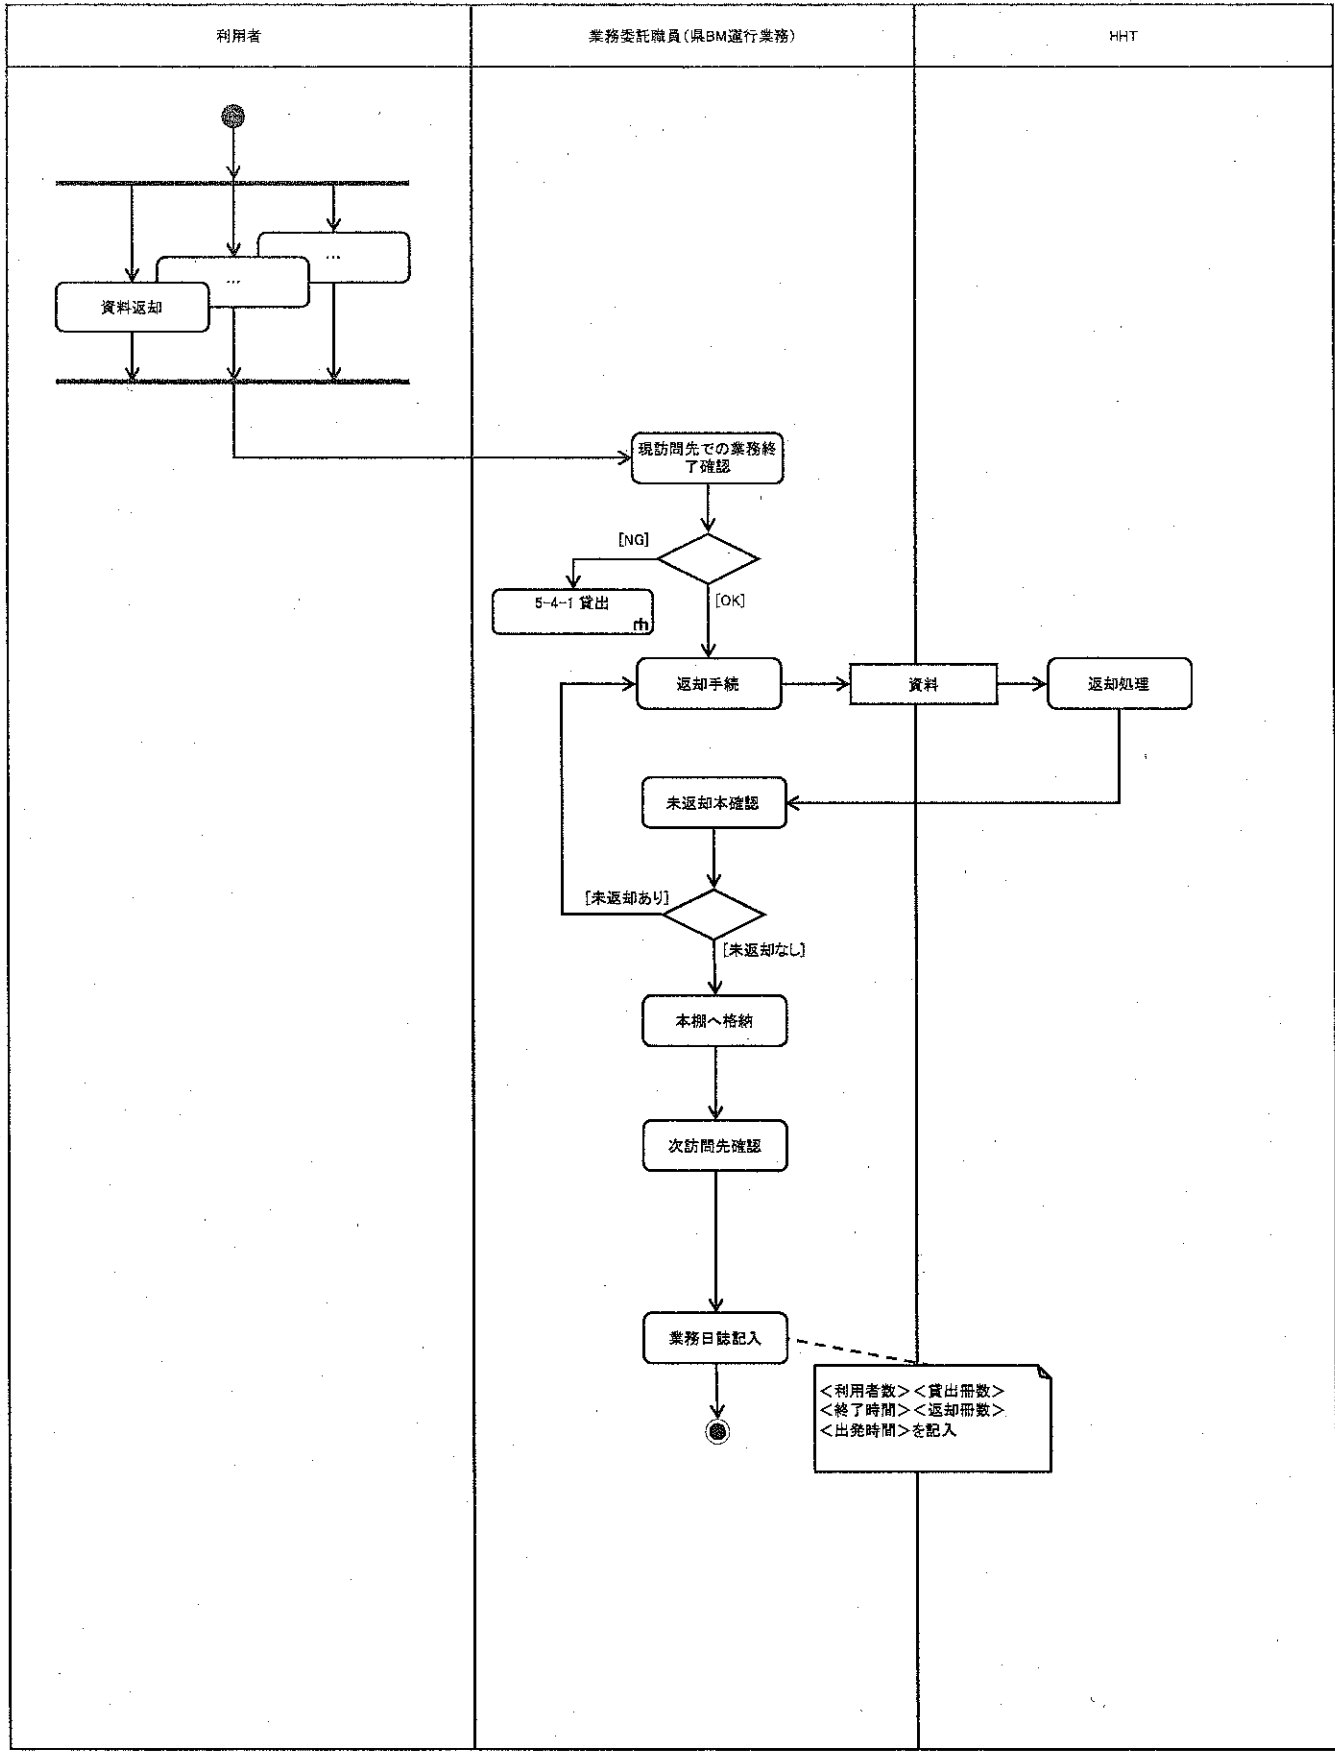 利用者
業務委託職員(県BM運行業務)
HHT
…
…
資料返却
現訪問先での業務終
了確認
[NG]
5-4-1 貸出
[OK]
返却手続
資料
返却処理
未返却本確認
[未返却あり]
[未返却なし]
本棚へ格納
次訪問先確認
業務日誌記入
<利用者数><貸出冊数>
<終了時間><返却冊数>
<出発時間>を記入